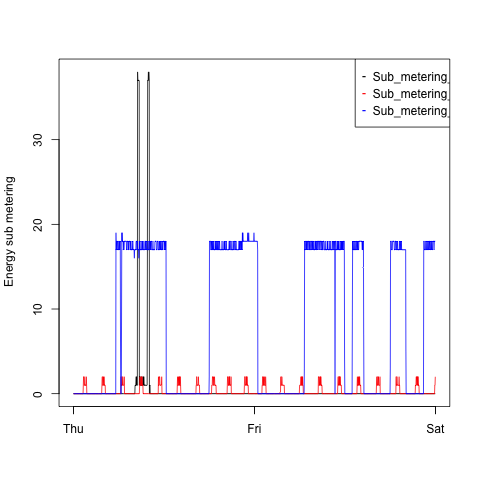 Sub_metering_
Sub_metering_
Sub_metering_
Energy sub metering
30
20
10
0
Thu
Fri
Sat